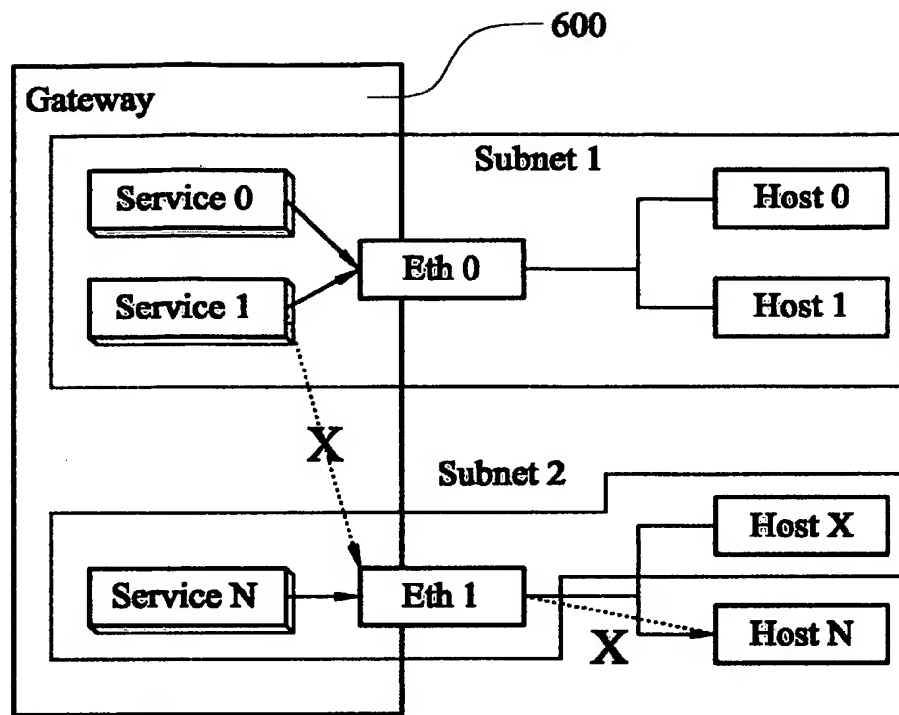 600
Gateway
Subnet 1
Service 0
Host 0
Eth 0
Service 1
Host 1
X
Subnet 2
Host X
Service N
Eth 1
Host N
X